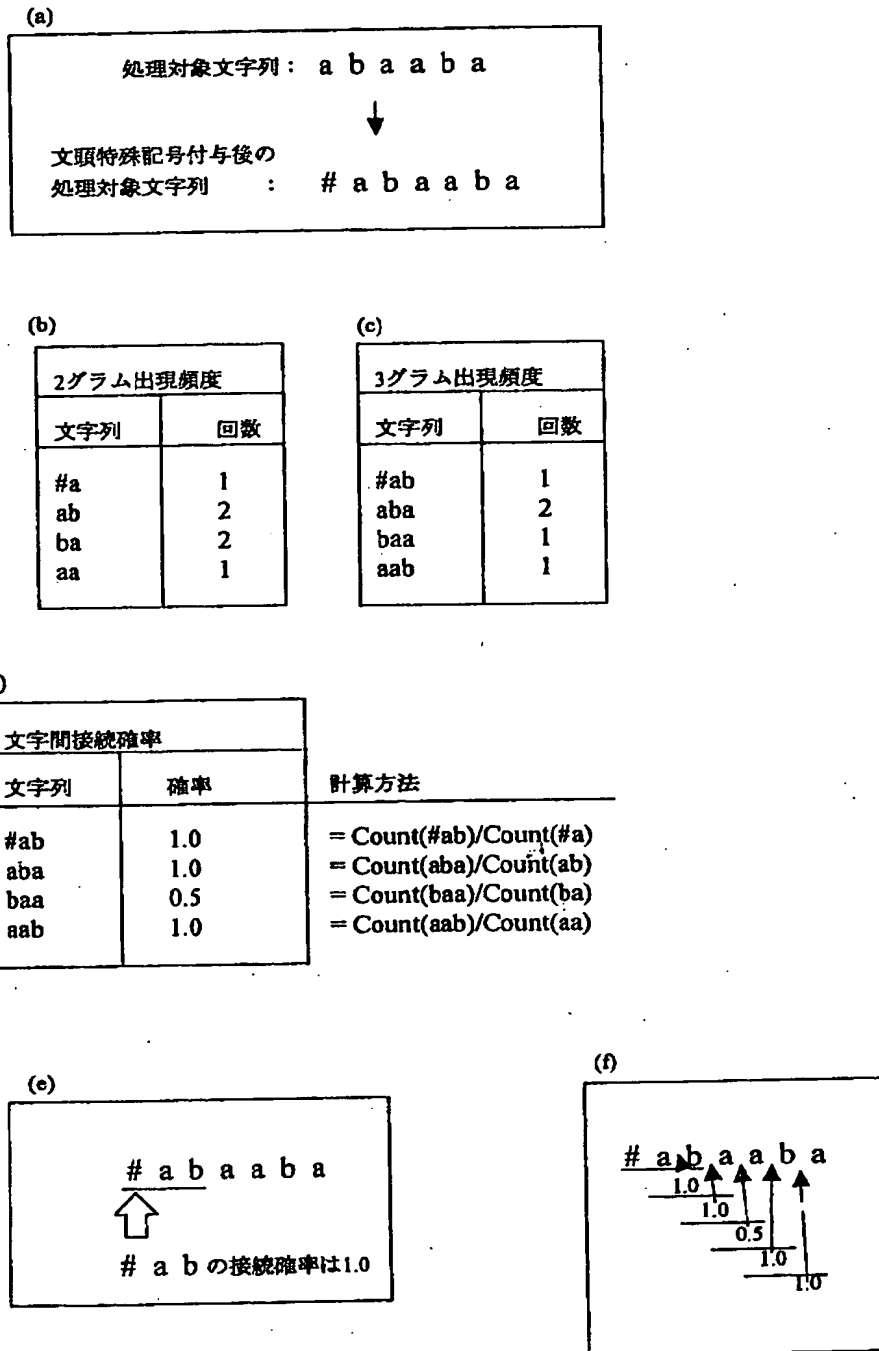 (a)
処理対象文字列： a b a a b a
文頭特殊記号付与後の
処理対象文字列 ： # a b a a b a
(b)
2グラム出現頻度
文字列 回数
#a 1
ab 2
ba 2
aa 1
(c)
3グラム出現頻度
文字列 回数
#ab 1
aba 2
baa 1
aab 1
)
文字間接続確率
文字列 確率 計算方法
#ab 1.0 = Count(#ab)/Count(#a)
aba 1.0 = Count(aba)/Count(ab)
baa 0.5 = Count(baa)/Count(ba)
aab 1.0 = Count(aab)/Count(aa)
(e)
# a b a a b a
# a b の接続確率は1.0
(f)
# a b a a b a
1.0
1.0
0.5
1.0
1.0